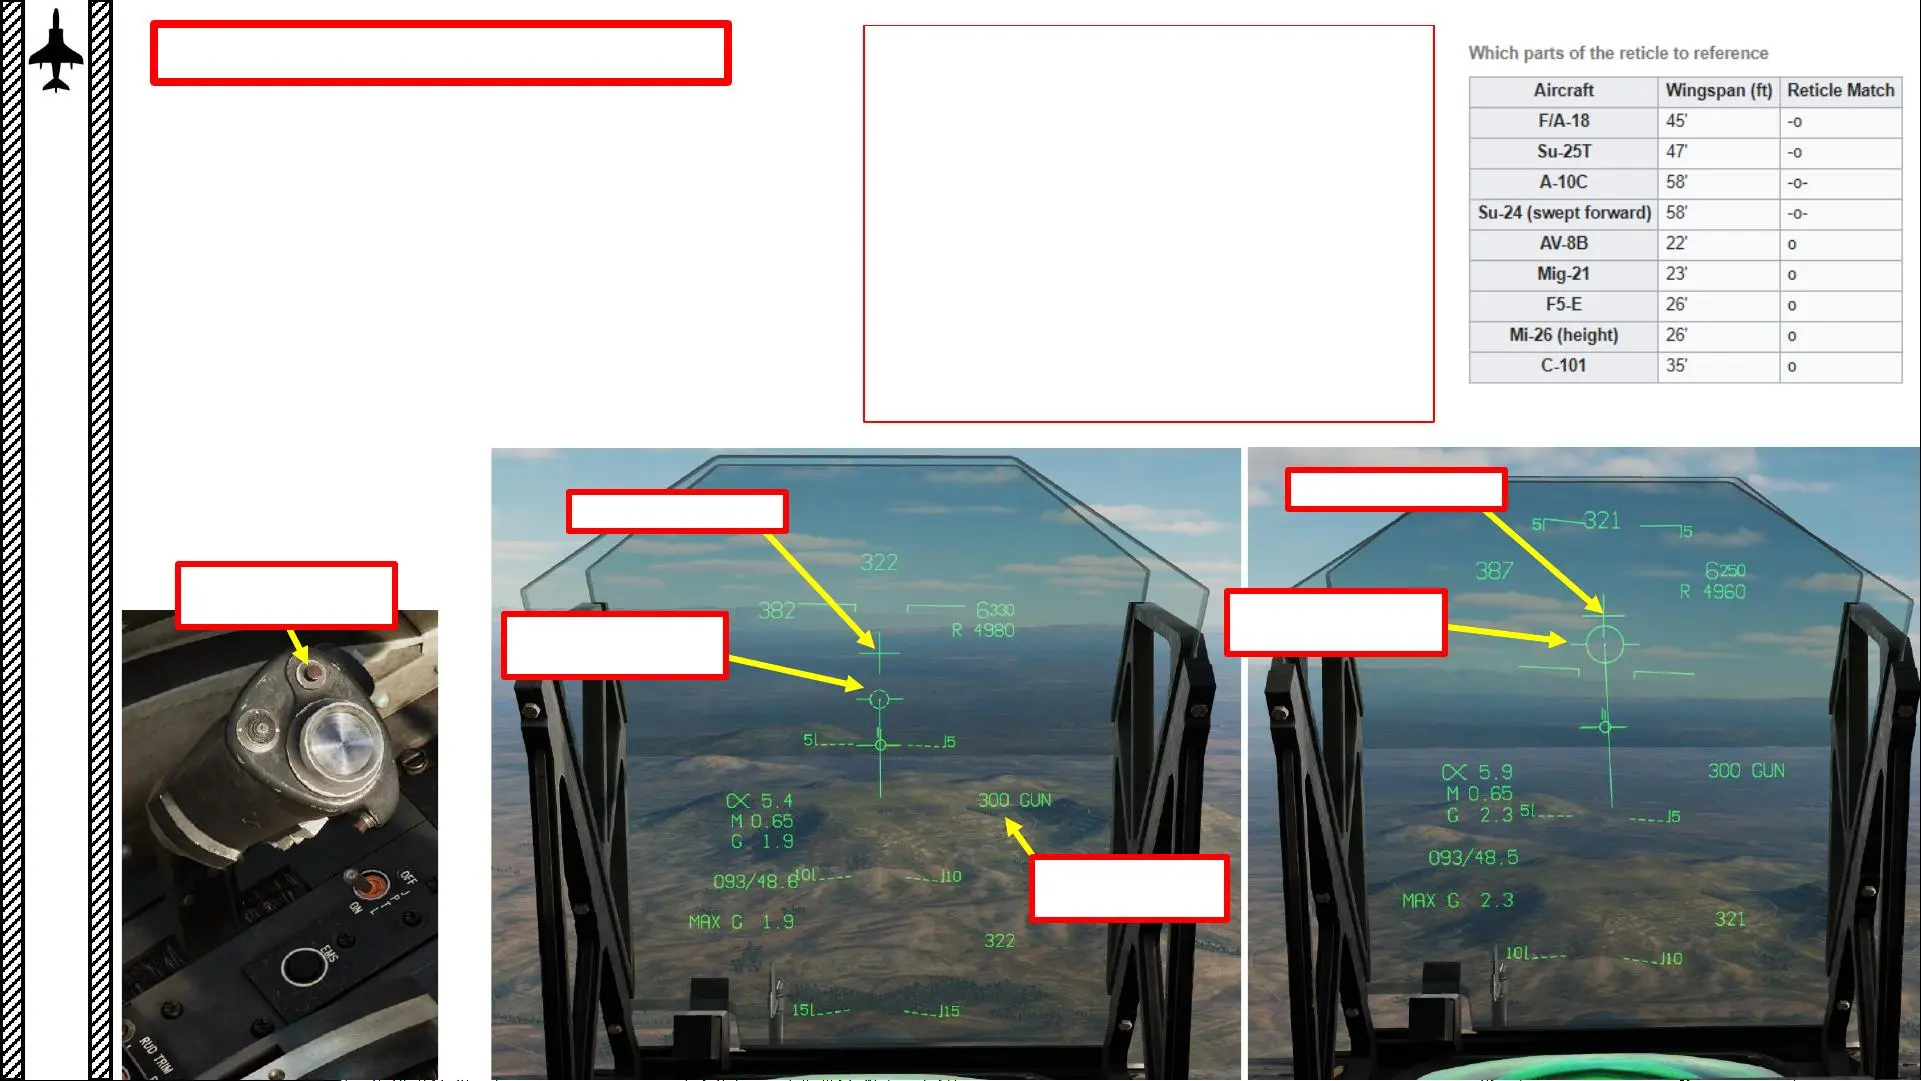 Which parts of the reticle to reference
Aircraft Wingspan (ft) Reticle Match
F/A-18 45' -o
Su-25T 47' -o
A-10C 58' -o-
Su-24 (swept forward) 58' -o-
AV-8B 22' o
Mig-21 23' o
F5-E 26' o
Mi-26 (height) 26' o
C-101 35' o
322
382 6330
R 4980
5 5
α 5.4 300 GUN
M 0.65
G 1.9
093/48.6 10 10
MAX G 1.9
322
15 15
5 321 5
387 6250
R 4960
α 5.9 300 GUN
M 0.65
G 2.3 5 5
093/48.5
MAX G 2.3
321
10 10
OFF
JPTL
ON
EMS
RUD TRIM